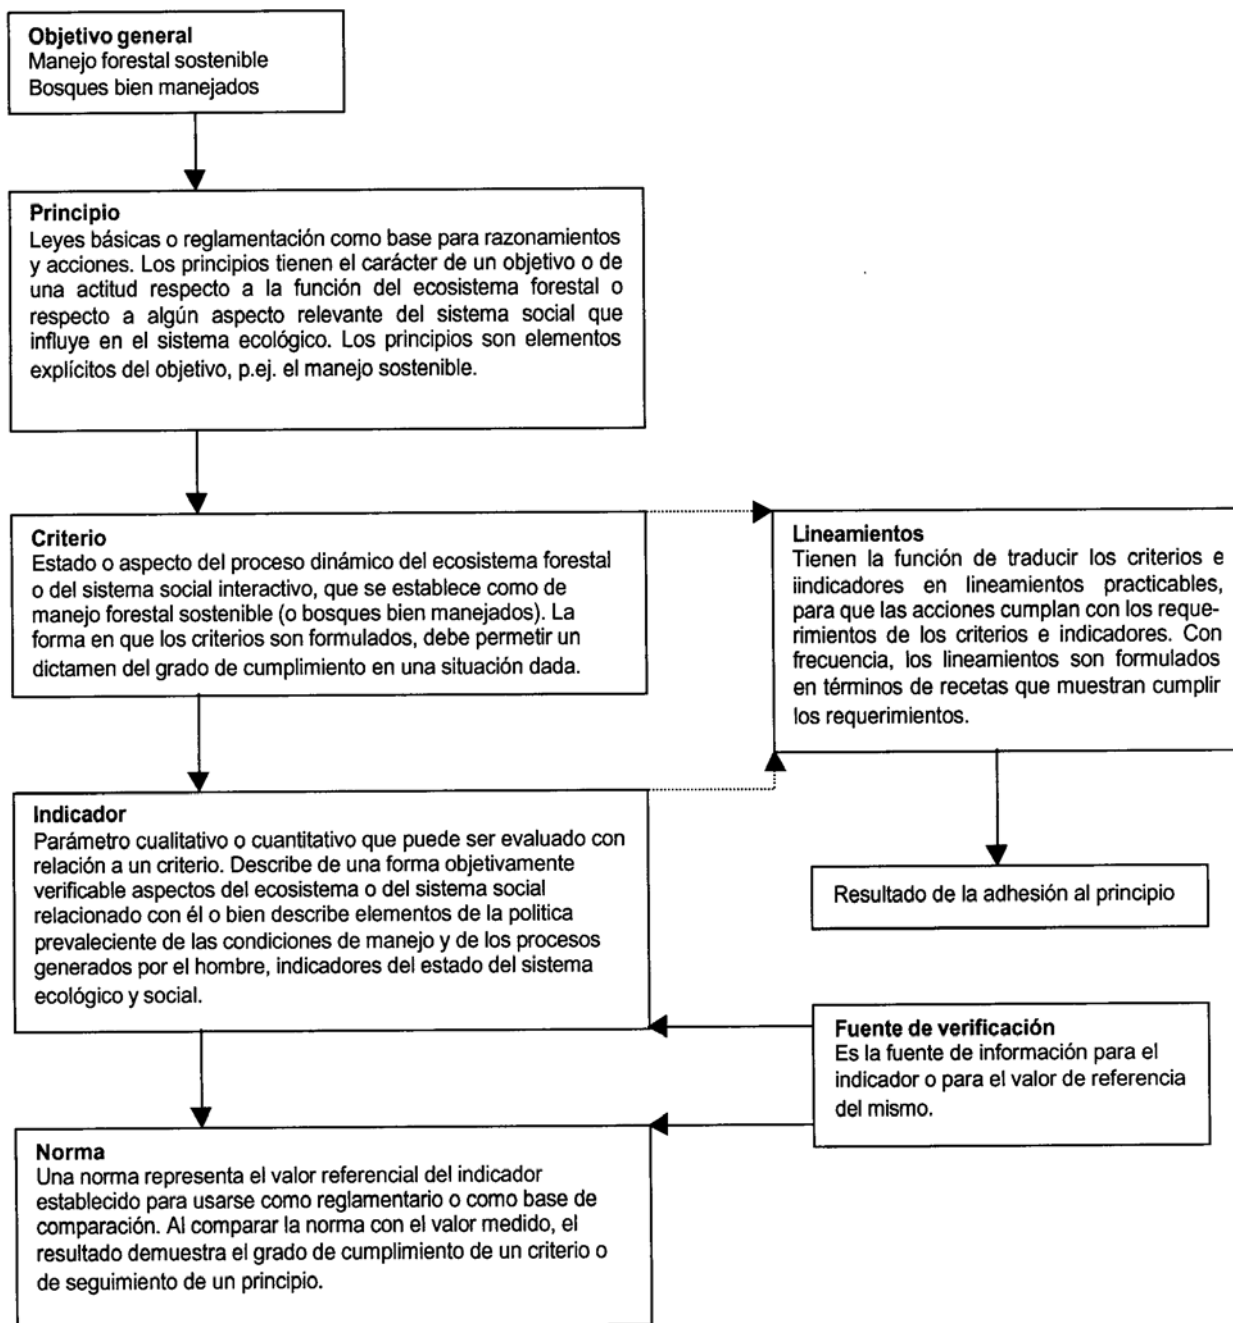 Objetivo general
Manejo forestal sostenible
Bosques bien manejados
Principio
Leyes básicas o reglamentación como base para razonamientos
y acciones. Los principios tienen el carácter de un objetivo o de
una actitud respecto a la función del ecosistema forestal o
respecto a algún aspecto relevante del sistema social que
influye en el sistema ecológico. Los principios son elementos
explícitos del objetivo, p.ej. el manejo sostenible.
Criterio
Estado o aspecto del proceso dinámico del ecosistema forestal
o del sistema social interactivo, que se establece como de
manejo forestal sostenible (o bosques bien manejados). La
forma en que los criterios son formulados, debe permetir un
dictamen del grado de cumplimiento en una situación dada.
Lineamientos
Tienen la función de traducir los criterios e
iindicadores en lineamientos practicables,
para que las acciones cumplan con los reque-
rimientos de los criterios e indicadores. Con
frecuencia, los lineamientos son formulados
en términos de recetas que muestran cumplir
los requerimientos.
Indicador
Parámetro cualitativo o cuantitativo que puede ser evaluado con
relación a un criterio. Describe de una forma objetivamente
verificable aspectos del ecosistema o del sistema social
relacionado con él o bien describe elementos de la politica
prevaleciente de las condiciones de manejo y de los procesos
generados por el hombre, indicadores del estado del sistema
ecológico y social.
Resultado de la adhesión al principio
Fuente de verificación
Es la fuente de información para el
indicador o para el valor de referencia
del mismo.
Norma
Una norma representa el valor referencial del indicador
establecido para usarse como reglamentario o como base de
comparación. Al comparar la norma con el valor medido, el
resultado demuestra el grado de cumplimiento de un criterio o
de seguimiento de un principio.